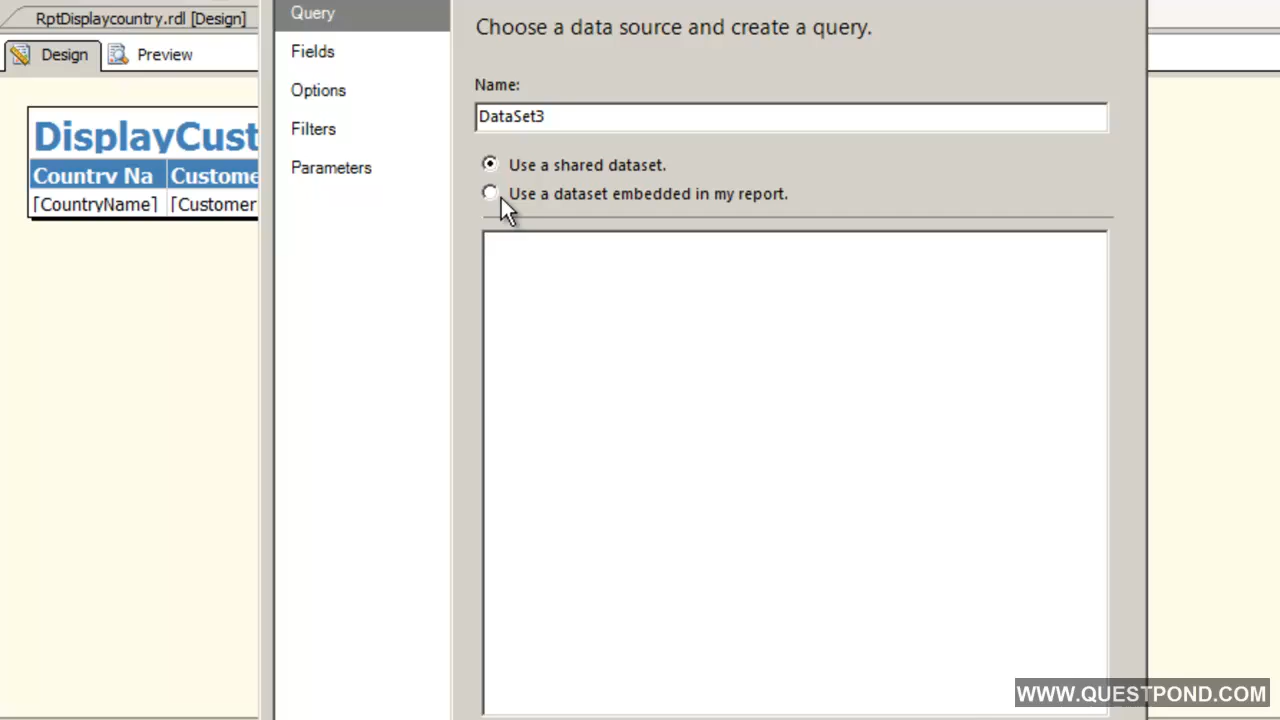 RptDisplaycountry.rdl [Design]
Design
Preview
DisplayCust
Country Na
Custome
[CountryName]
[Customer
Query
Fields
Options
Filters
Parameters
Choose a data source and create a query.
Name:
DataSet3
Use a shared dataset.
Use a dataset embedded in my report.
WWW.QUESTPOND.COM